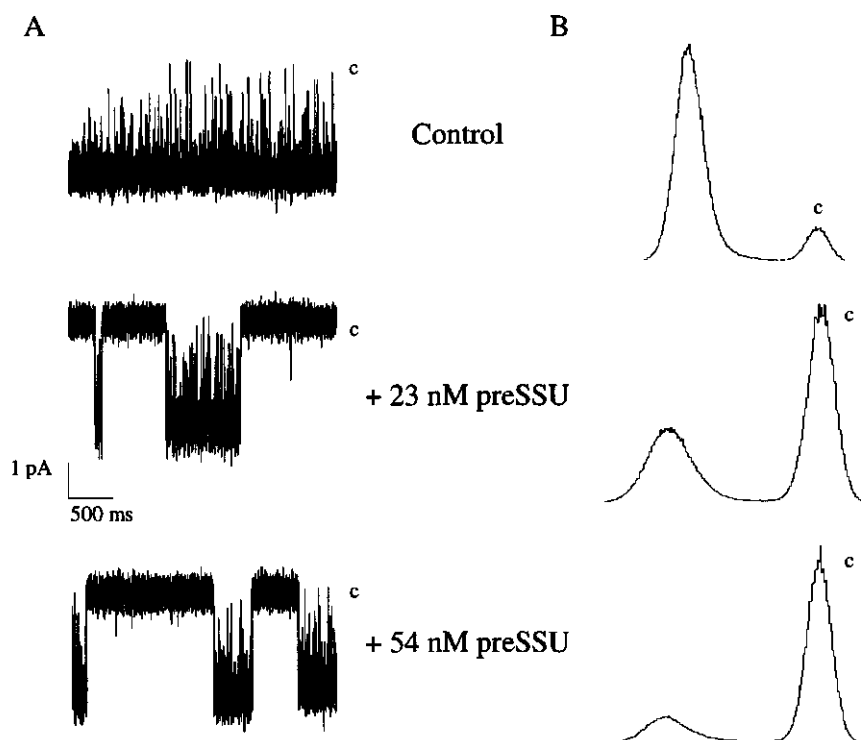 A
B
c
Control
c
c
+ 23 nM preSSU
c
1 pA
500 ms
c
+ 54 nM preSSU
c